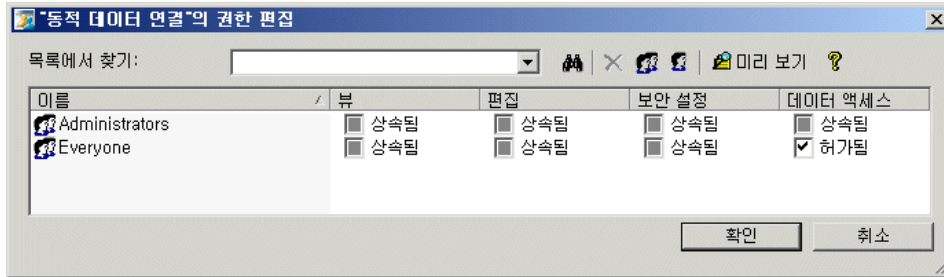 "동적 데이터 연결"의 권한 편집
목록에서 찾기: 미리 보기
이름 뷰 편집 보안 설정 데이터 액세스
Administrators 상속됨 상속됨 상속됨 상속됨
Everyone 상속됨 상속됨 상속됨 허가됨
확인 취소